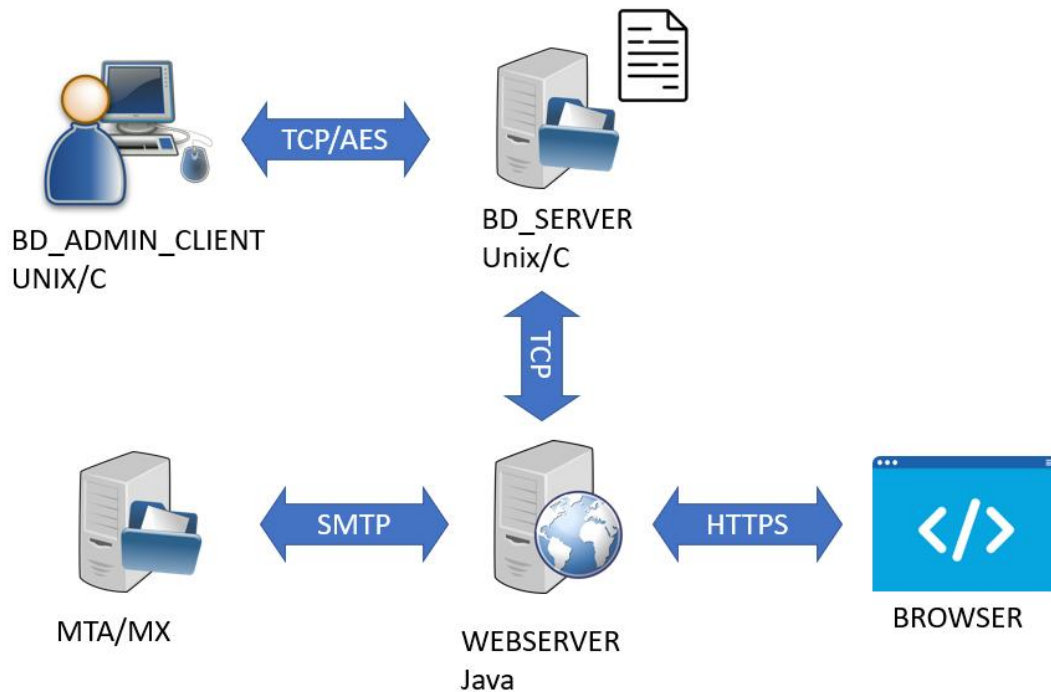 TCP/AES
BD_ADMIN_CLIENT
UNIX/C
BD_SERVER
Unix/C
TCP
SMTP
HTTPS
</>
MTA/MX
WEBSERVER
Java
BROWSER